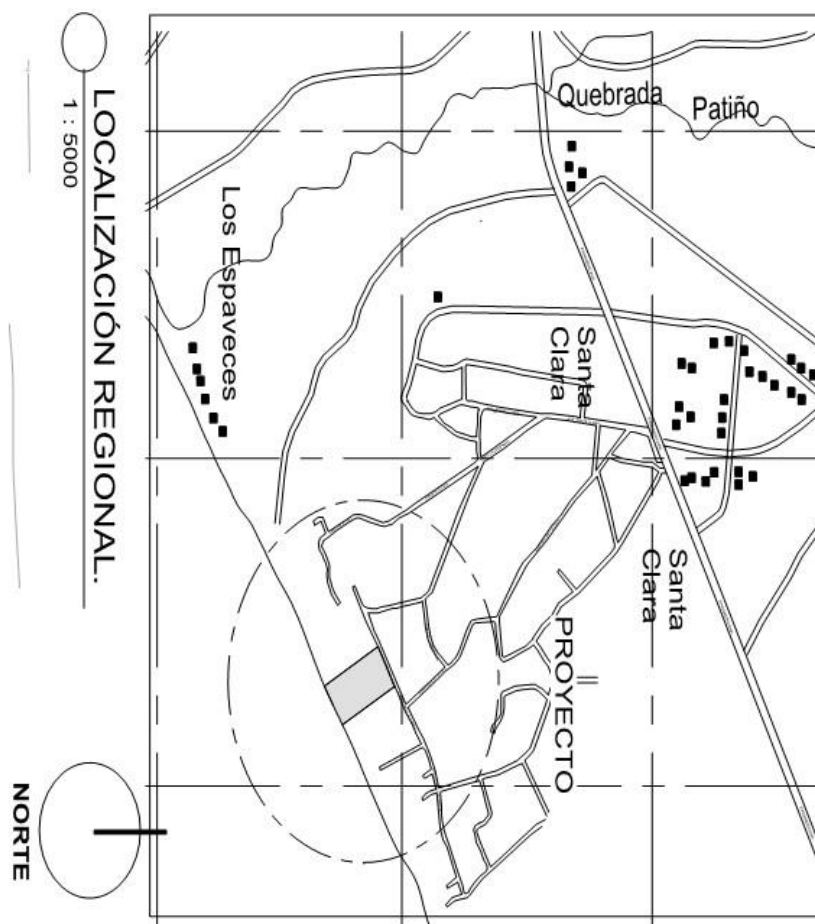 LOCALIZACIÓN REGIONAL.
1 : 5000
Quebrada Patiño
Los Espaveces
Santa
Clara
Santa
Clara
PROYECTO
NORTE